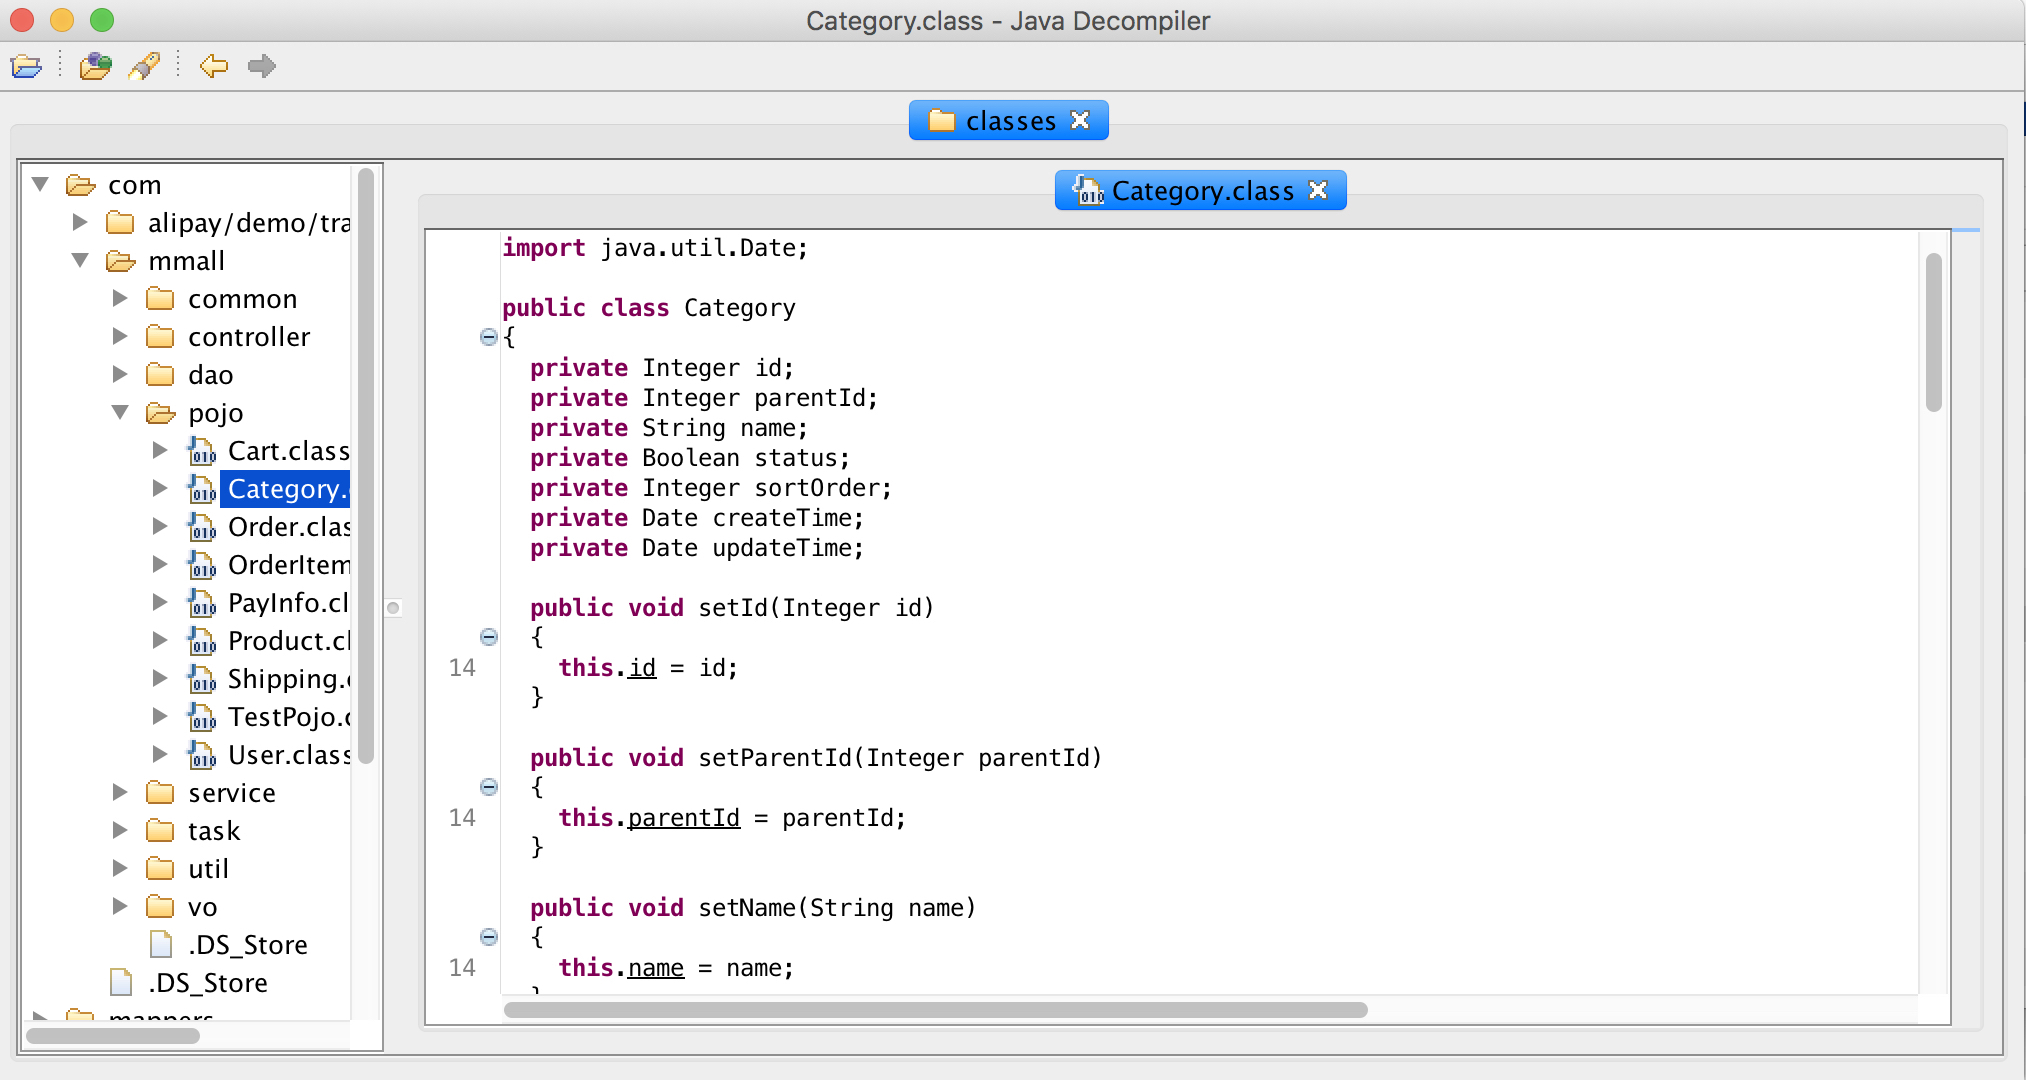 Category.class - Java Decompiler
classes
com
alipay/demo/tra
mmall
common
controller
dao
pojo
Cart.class
Category.
Order.clas
OrderItem
PayInfo.cl
Product.cl
Shipping.
TestPojo.
User.class
service
task
util
vo
.DS_Store
.DS_Store
mappers
Category.class
import java.util.Date;
public class Category
{
private Integer id;
private Integer parentId;
private String name;
private Boolean status;
private Integer sortOrder;
private Date createTime;
private Date updateTime;
public void setId(Integer id)
{
14 this.id = id;
}
public void setParentId(Integer parentId)
{
14 this.parentId = parentId;
}
public void setName(String name)
{
14 this.name = name;
}